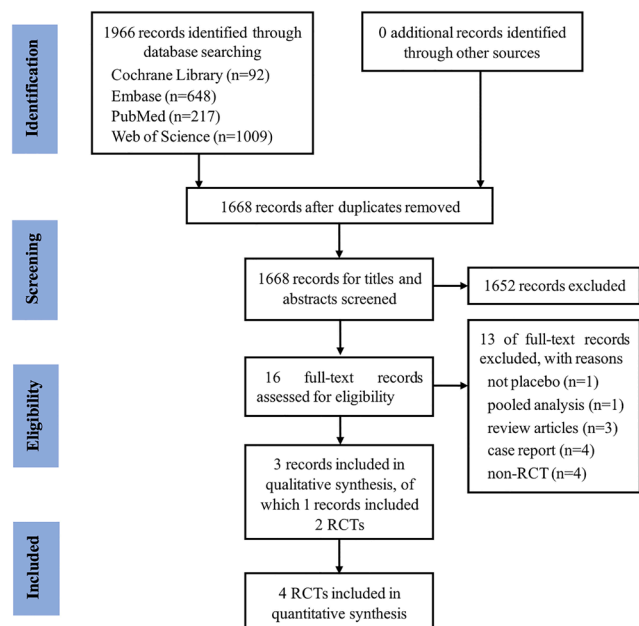 Identification
1966 records identified through
database searching
Cochrane Library (n=92)
Embase (n=648)
PubMed (n=217)
Web of Science (n=1009)
0 additional records identified
through other sources
1668 records after duplicates removed
Screening
1668 records for titles and
abstracts screened
1652 records excluded
Eligibility
16 full-text records
assessed for eligibility
13 of full-text records
excluded, with reasons
not placebo (n=1)
pooled analysis (n=1)
review articles (n=3)
case report (n=4)
non-RCT (n=4)
3 records included in
qualitative synthesis, of
which 1 records included
2 RCTs
Included
4 RCTs included in
quantitative synthesis